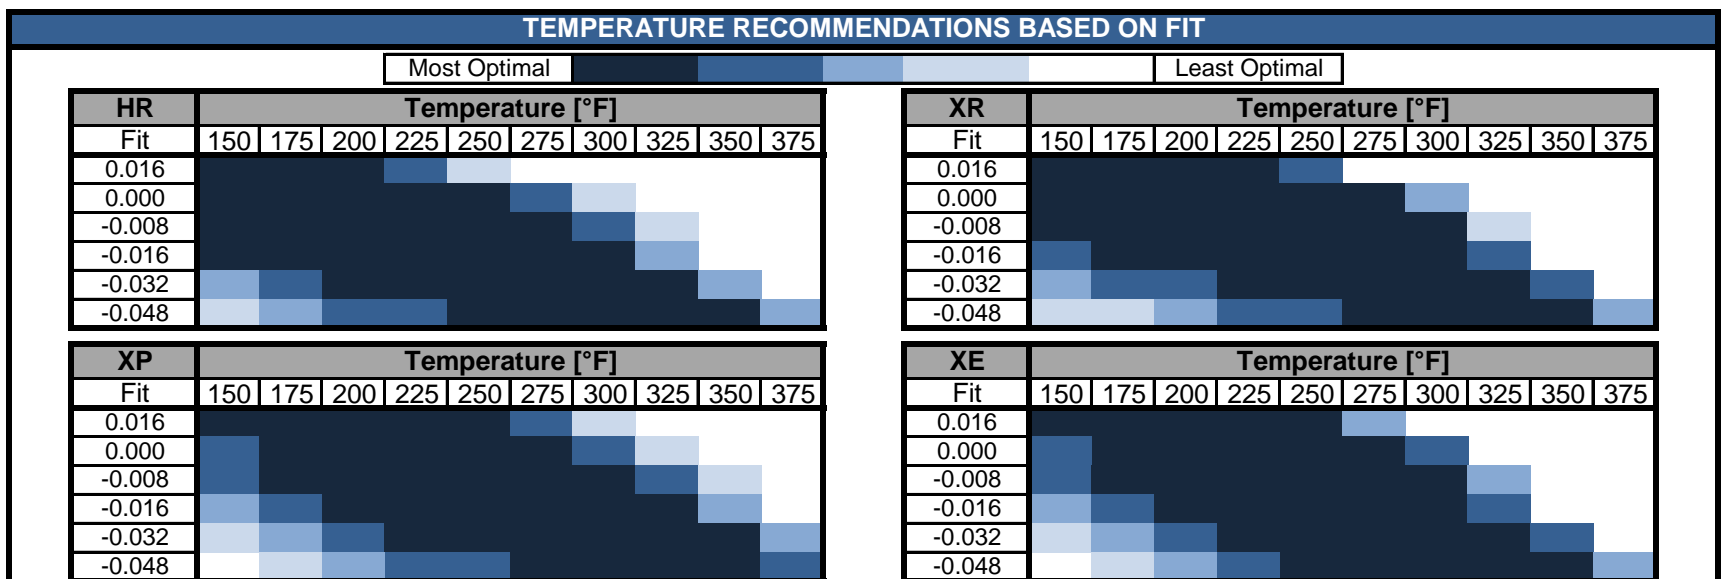 TEMPERATURE RECOMMENDATIONS BASED ON FIT
Most Optimal Least Optimal
HR Temperature [°F]
Fit 150 175 200 225 250 275 300 325 350 375
0.016
0.000
-0.008
-0.016
-0.032
-0.048
XR Temperature [°F]
Fit 150 175 200 225 250 275 300 325 350 375
0.016
0.000
-0.008
-0.016
-0.032
-0.048
XP Temperature [°F]
Fit 150 175 200 225 250 275 300 325 350 375
0.016
0.000
-0.008
-0.016
-0.032
-0.048
XE Temperature [°F]
Fit 150 175 200 225 250 275 300 325 350 375
0.016
0.000
-0.008
-0.016
-0.032
-0.048